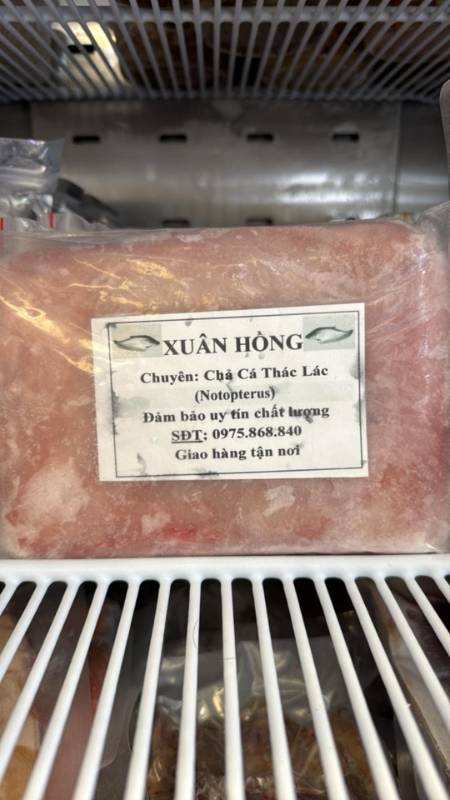 XUÂN HỒNG
Chuyên: Chả Cá Thác Lác
(Notopterus)
Đảm bảo uy tín chất lượng
SĐT: 0975.868.840
Giao hàng tận nơi